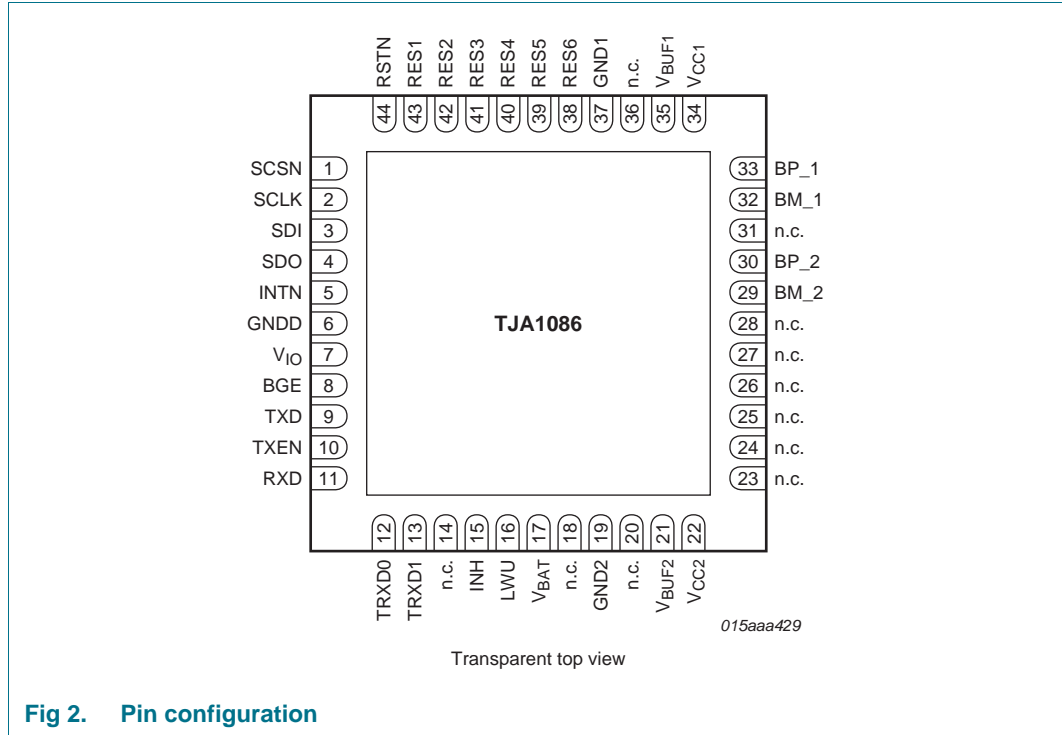 RSTN RES1 RES2 RES3 RES4 RES5 RES6 GND1 n.c. VBUF1 VCC1
44 43 42 41 40 39 38 37 36 35 34
SCSN 1 33 BP_1
SCLK 2 32 BM_1
SDI 3 31 n.c.
SDO 4 30 BP_2
INTN 5 29 BM_2
GNDD 6 TJA1086 28 n.c.
VIO 7 27 n.c.
BGE 8 26 n.c.
TXD 9 25 n.c.
TXEN 10 24 n.c.
RXD 11 23 n.c.
12 13 14 15 16 17 18 19 20 21 22
TRXD0 TRXD1 n.c. INH LWU VBAT n.c. GND2 n.c. VBUF2 VCC2
015aaa429
Transparent top view
Fig 2. Pin configuration